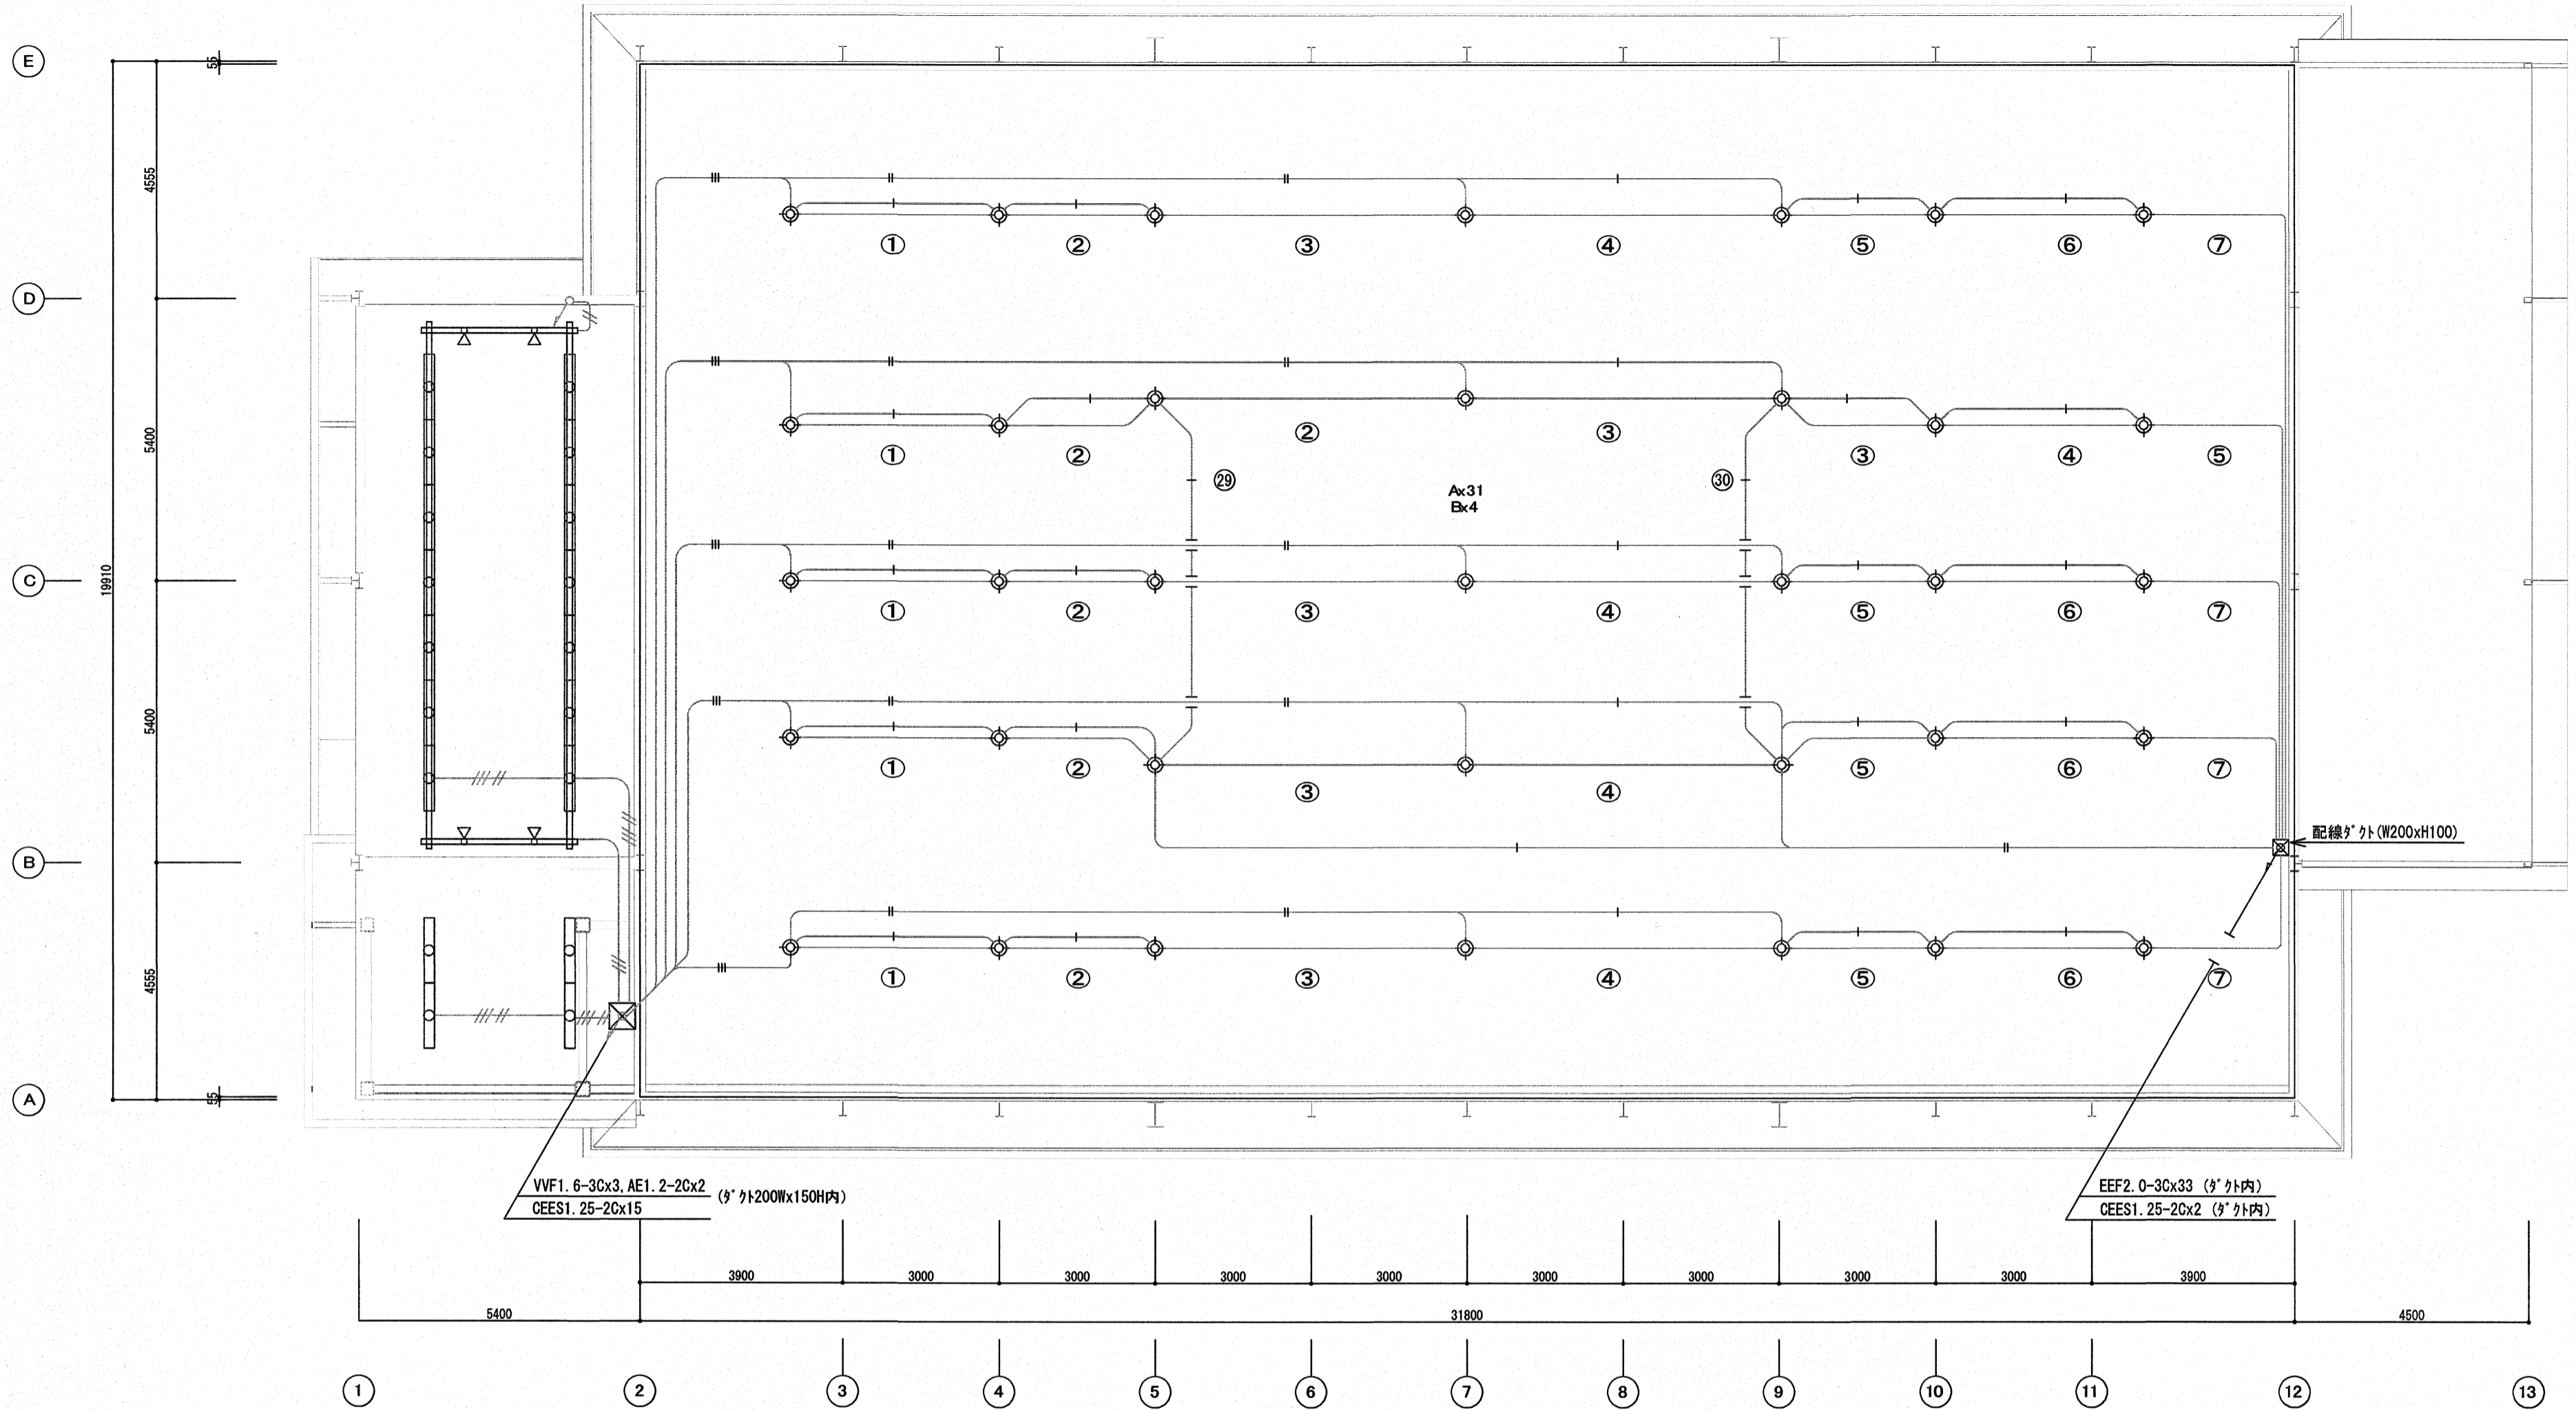 E
55
4555
① ② ③ ④ ⑤ ⑥ ⑦
D
5400
② ③
① ② ③ ④ ⑤
㉙ ㉚
Ax31
Bx4
19910
C
① ② ③ ④ ⑤ ⑥ ⑦
5400
① ② ⑤ ⑥ ⑦
③ ④
配線ダクト(W200xH100)
B
4555
① ② ③ ④ ⑤ ⑥ ⑦
55
A
VVF1.6-3Cx3,AE1.2-2Cx2
(ダクト200Wx150H内)
CEES1.25-2Cx15
EEF2.0-3Cx33 (ダクト内)
CEES1.25-2Cx2 (ダクト内)
3900 3000 3000 3000 3000 3000 3000 3000 3000 3900
5400 31800 4500
1 2 3 4 5 6 7 8 9 10 11 12 13